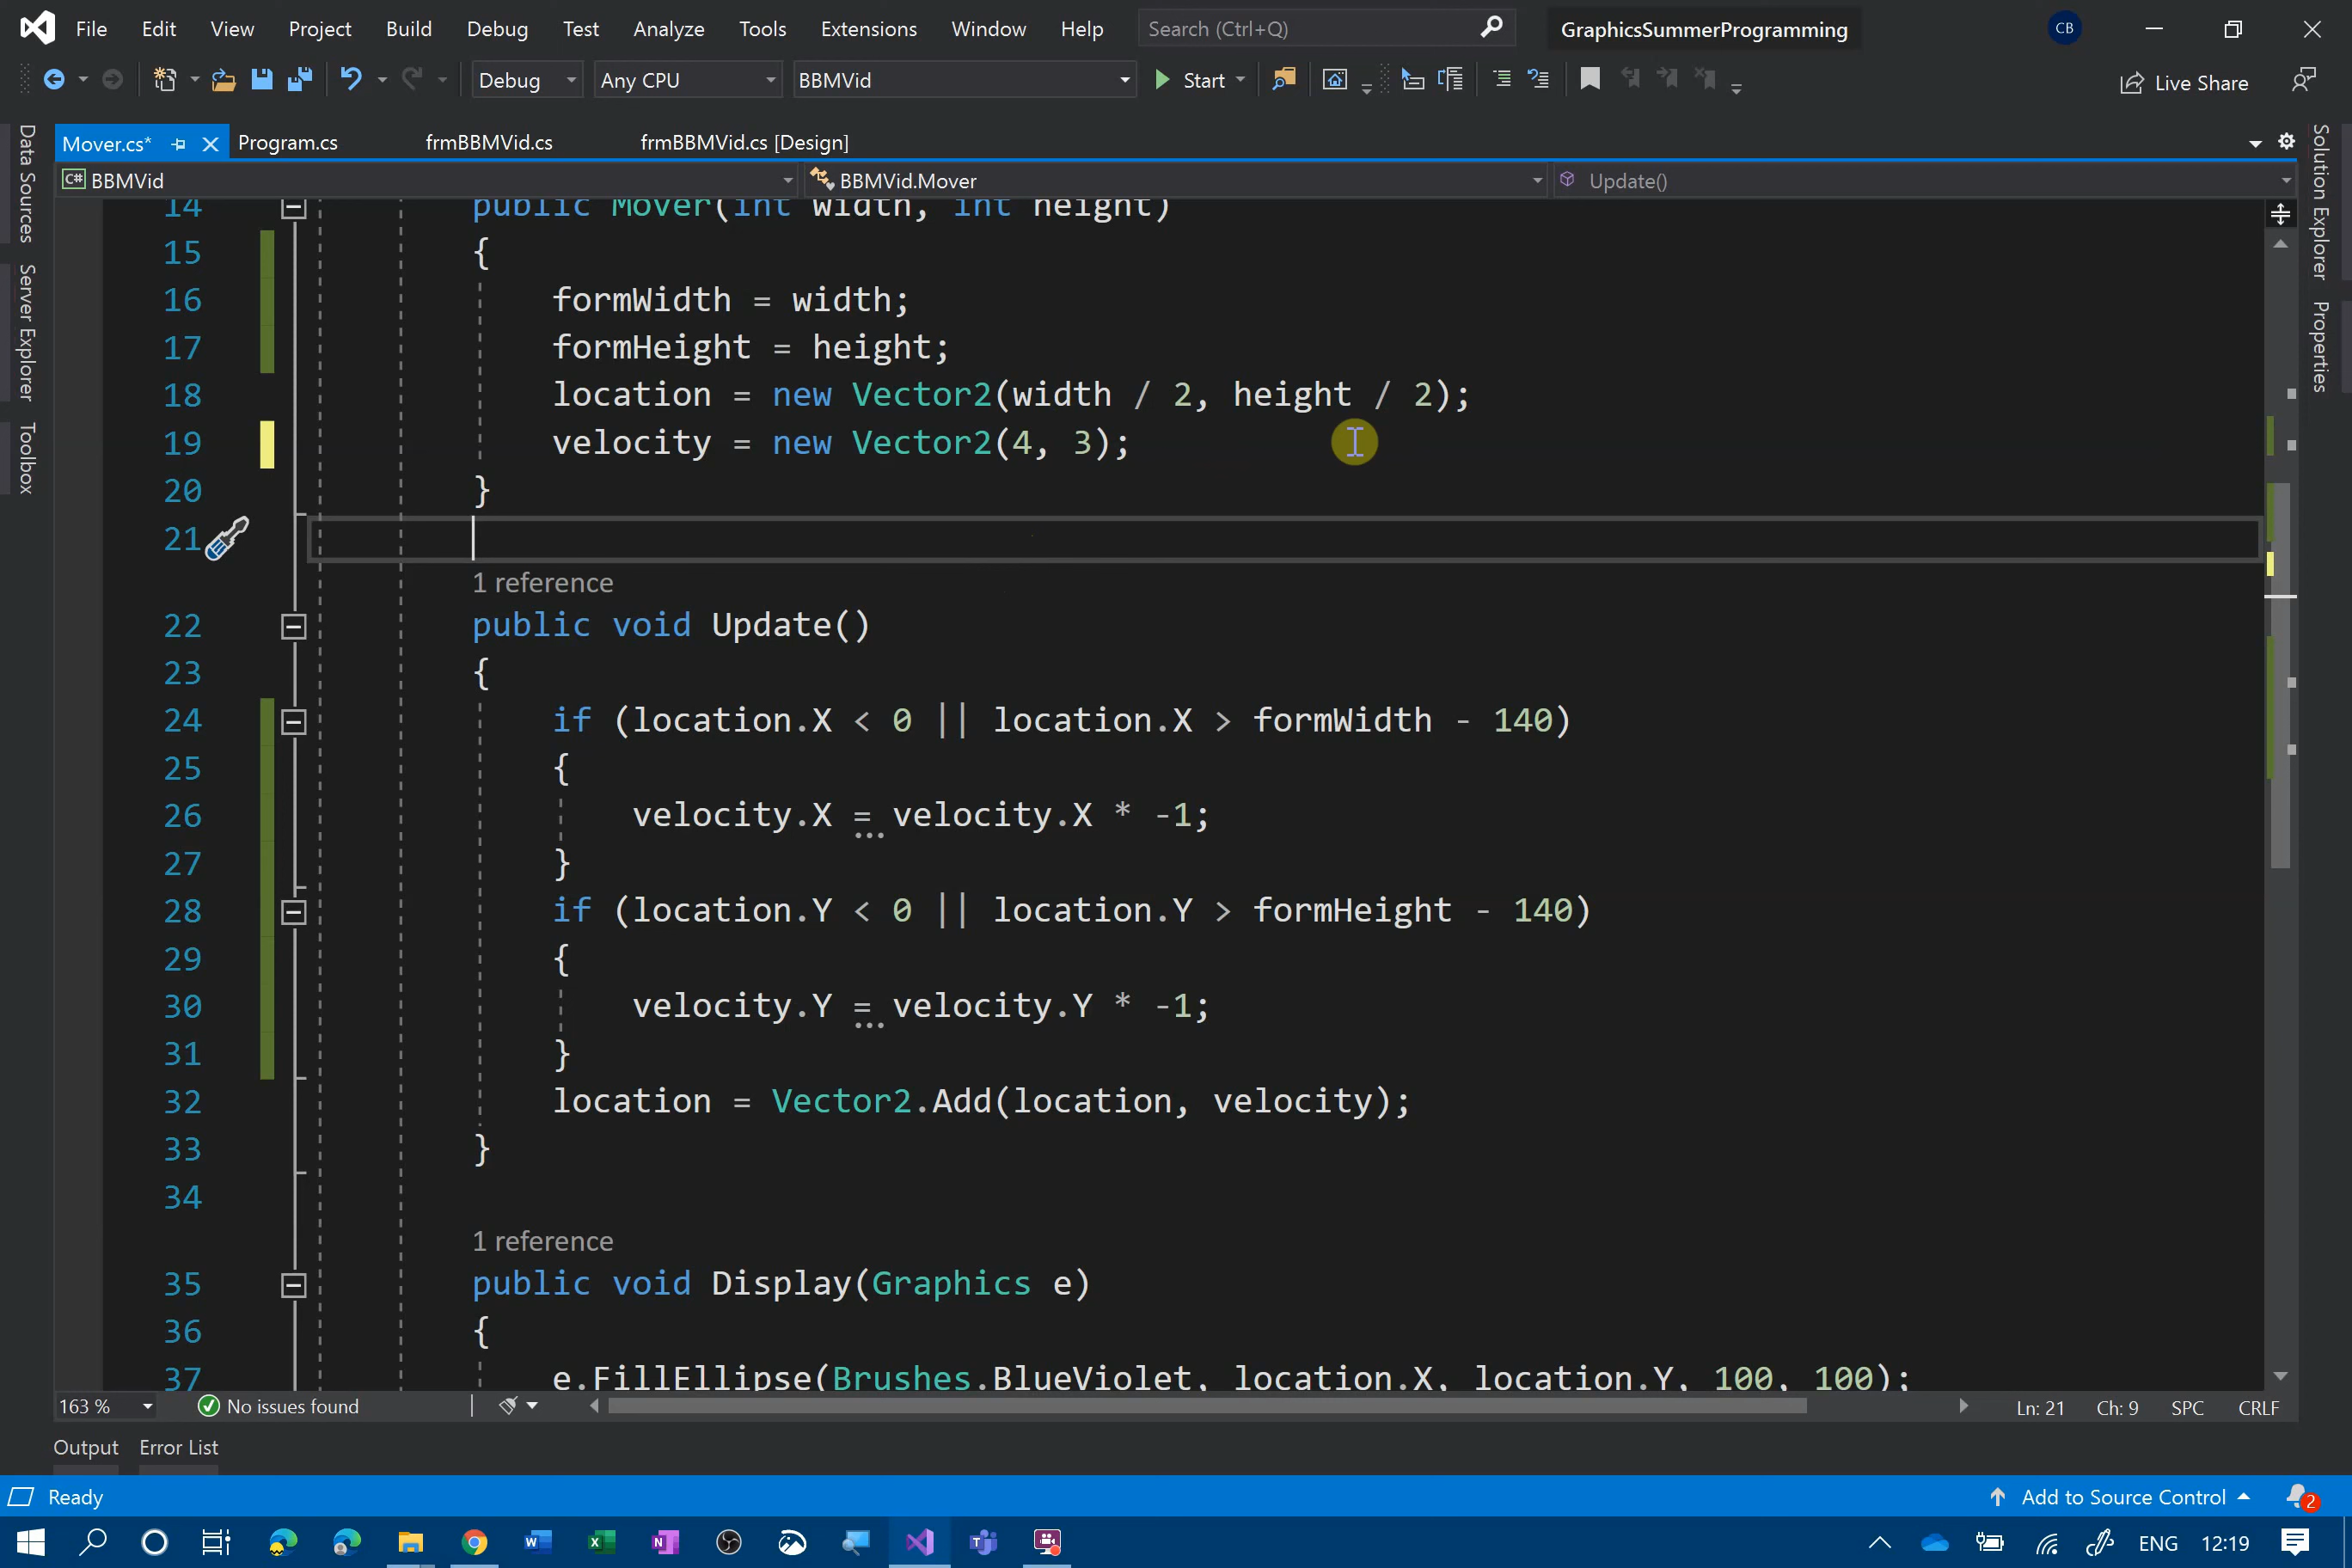 File Edit View Project Build Debug Test Analyze Tools Extensions Window Help Search (Ctrl+Q) GraphicsSummerProgramming CB
Debug Any CPU BBMVid Start Live Share
Mover.cs* Program.cs frmBBMVid.cs frmBBMVid.cs [Design]
C# BBMVid BBMVid.Mover Update()
Data Sources
Server Explorer
Toolbox
Solution Explorer
Properties
14 public Mover(int width, int height)
15 {
16 formWidth = width;
17 formHeight = height;
18 location = new Vector2(width / 2, height / 2);
19 velocity = new Vector2(4, 3);
20 }
21
1 reference
22 public void Update()
23 {
24 if (location.X < 0 || location.X > formWidth - 140)
25 {
26 velocity.X = velocity.X * -1;
27 }
28 if (location.Y < 0 || location.Y > formHeight - 140)
29 {
30 velocity.Y = velocity.Y * -1;
31 }
32 location = Vector2.Add(location, velocity);
33 }
34
1 reference
35 public void Display(Graphics e)
36 {
37 e.FillEllipse(Brushes.BlueViolet, location.X, location.Y, 100, 100);
163 % No issues found Ln: 21 Ch: 9 SPC CRLF
Output Error List
Ready Add to Source Control 2
ENG 12:19